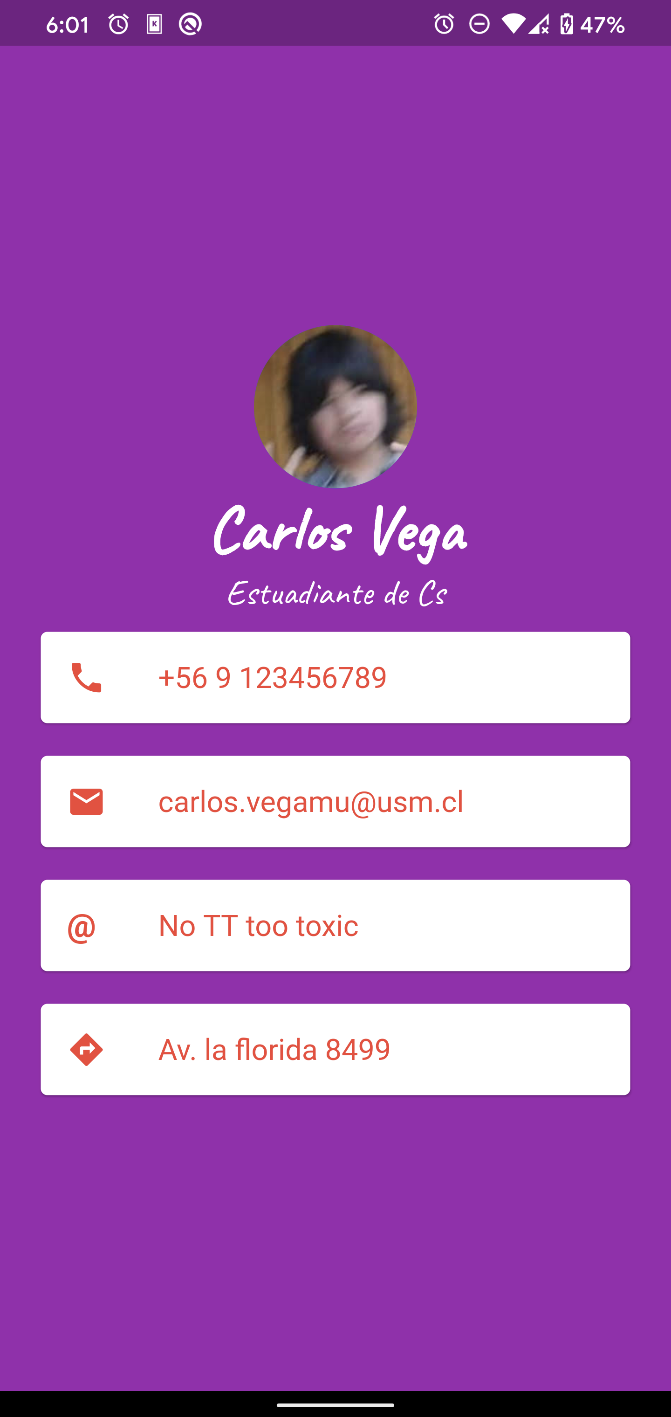 6:01
47%
Carlos Vega
Estuadiante de Cs
+56 9 123456789
carlos.vegamu@usm.cl
@ No TT too toxic
Av. la florida 8499